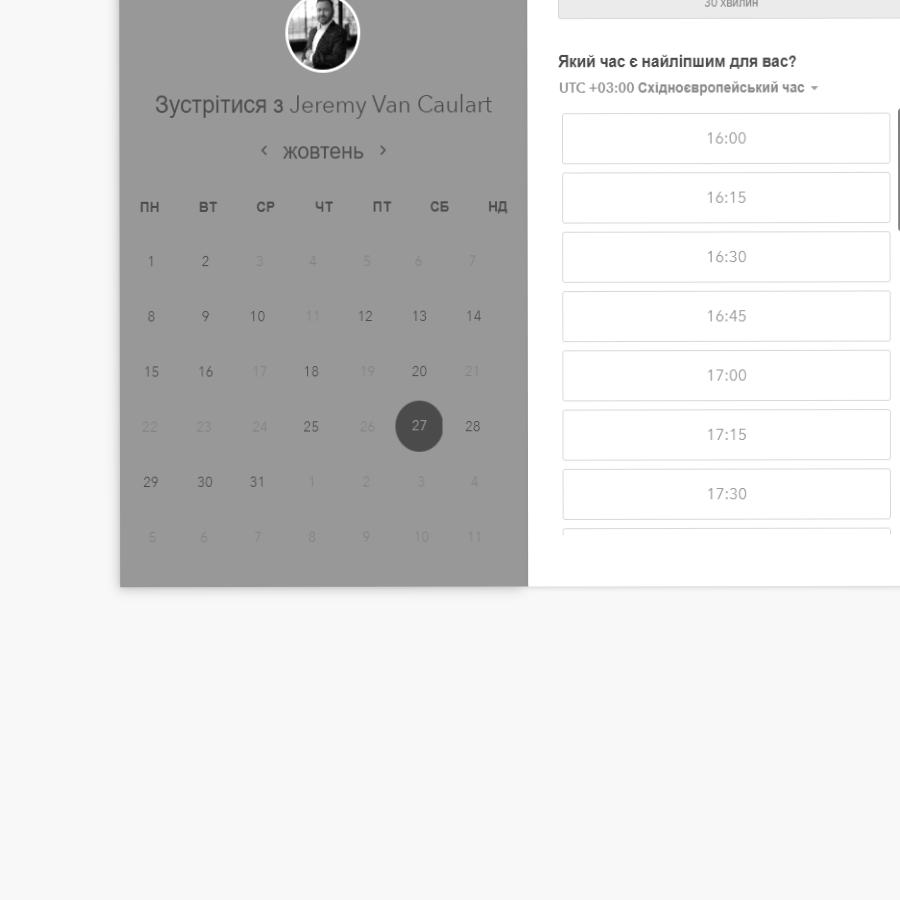 Зустрітися з Jeremy Van Caulart
‹ жовтень ›
ПН ВТ СР ЧТ ПТ СБ НД
1 2 3 4 5 6 7
8 9 10 11 12 13 14
15 16 17 18 19 20 21
22 23 24 25 26 27 28
29 30 31 1 2 3 4
5 6 7 8 9 10 11
30 хвилин
Який час є найліпшим для вас?
UTC +03:00 Східноєвропейський час
16:00
16:15
16:30
16:45
17:00
17:15
17:30